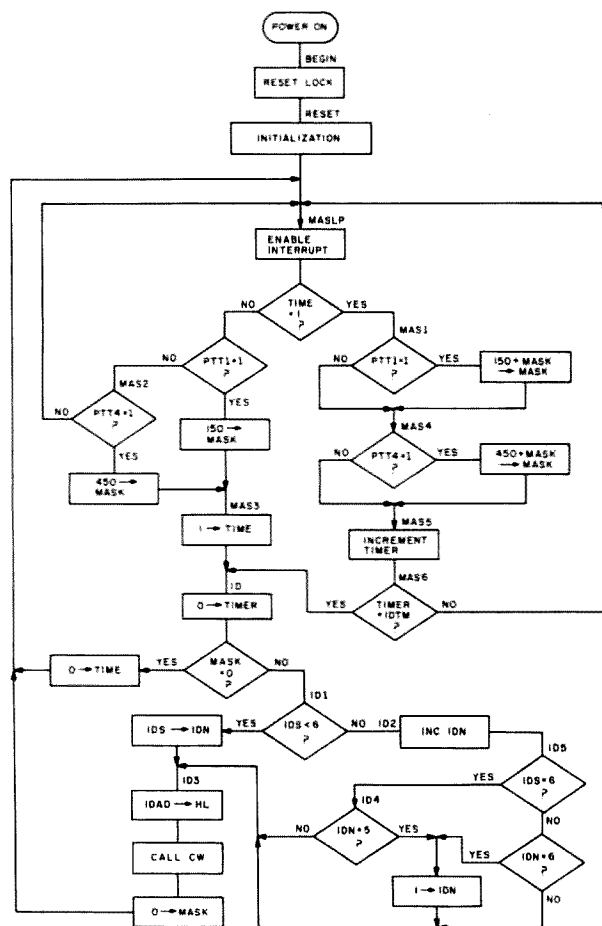 POWER ON
BEGIN
RESET LOCK
RESET
INITIALIZATION
MASLP
ENABLE
INTERRUPT
NO
TIME
=1
?
YES
MAS1
NO
PTT1=1
?
YES
NO
PTT1=1
?
YES
150+MASK
→MASK
MAS2
NO
PTT4=1
?
YES
150→
MASK
MAS4
NO
PTT4=1
?
YES
450+MASK
→MASK
450→
MASK
MAS3
1→TIME
MAS5
INCREMENT
TIMER
MAS6
YES
TIMER
=IDTM
?
NO
ID
0→TIMER
0→TIME
YES
MASK
=0
?
NO
ID1
IDS→IDN
YES
IDS<6
?
NO
ID2
INC IDN
ID5
ID3
IDAD→HL
YES
IDS=6
?
NO
ID4
NO
IDN=5
?
YES
YES
IDN=6
?
NO
CALL CW
1→IDN
0→MASK